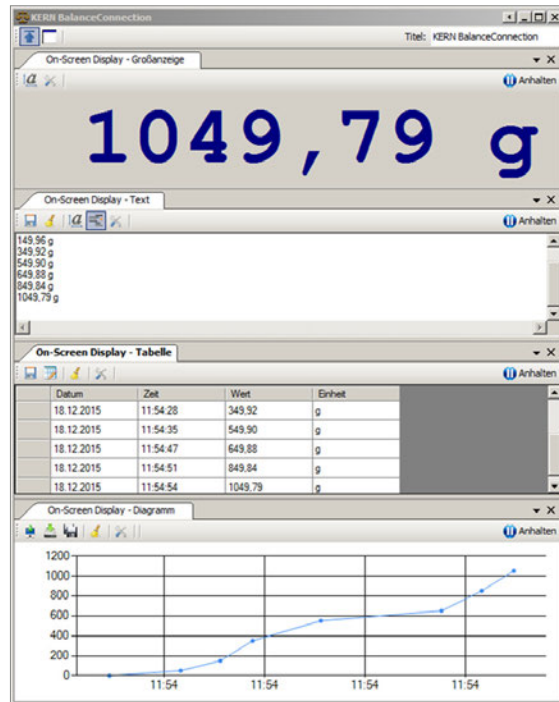 KERN BalanceConnection
Titel: KERN BalanceConnection
On-Screen Display - Großanzeige
Anhalten
1049,79 g
On-Screen Display - Text
Anhalten
149,96 g
349,92 g
549,90 g
649,88 g
849,84 g
1049,79 g
On-Screen Display - Tabelle
Anhalten
Datum Zeit Wert Einheit
18.12.2015 11:54:28 349,92 g
18.12.2015 11:54:35 549,90 g
18.12.2015 11:54:47 649,88 g
18.12.2015 11:54:51 849,84 g
18.12.2015 11:54:54 1049,79 g
On-Screen Display - Diagramm
Anhalten
1200
1000
800
600
400
200
0
11:54 11:54 11:54 11:54